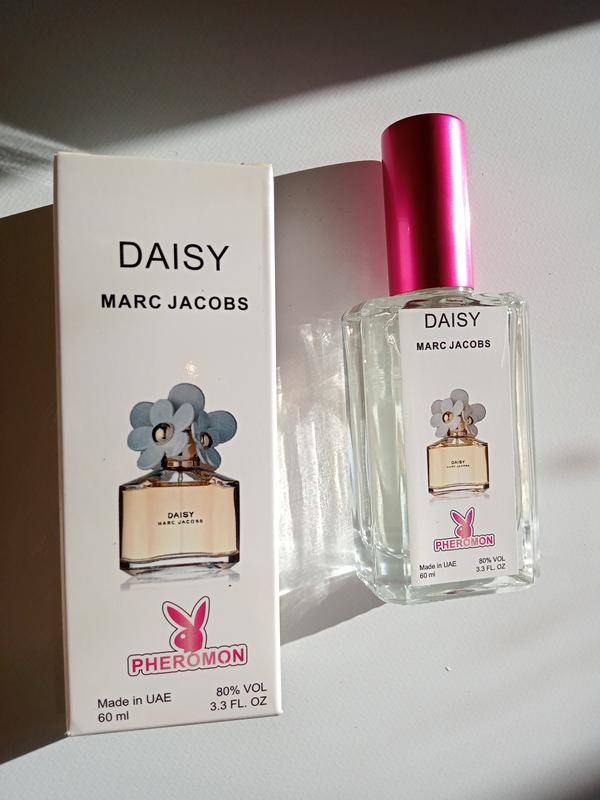 DAISY
MARC JACOBS
DAISY
MARC JACOBS
PHEROMON
Made in UAE
60 ml
80% VOL
3.3 FL. OZ
DAISY
MARC JACOBS
DAISY
MARC JACOBS
PHEROMON
Made in UAE
60 ml
80% VOL
3.3 FL. OZ